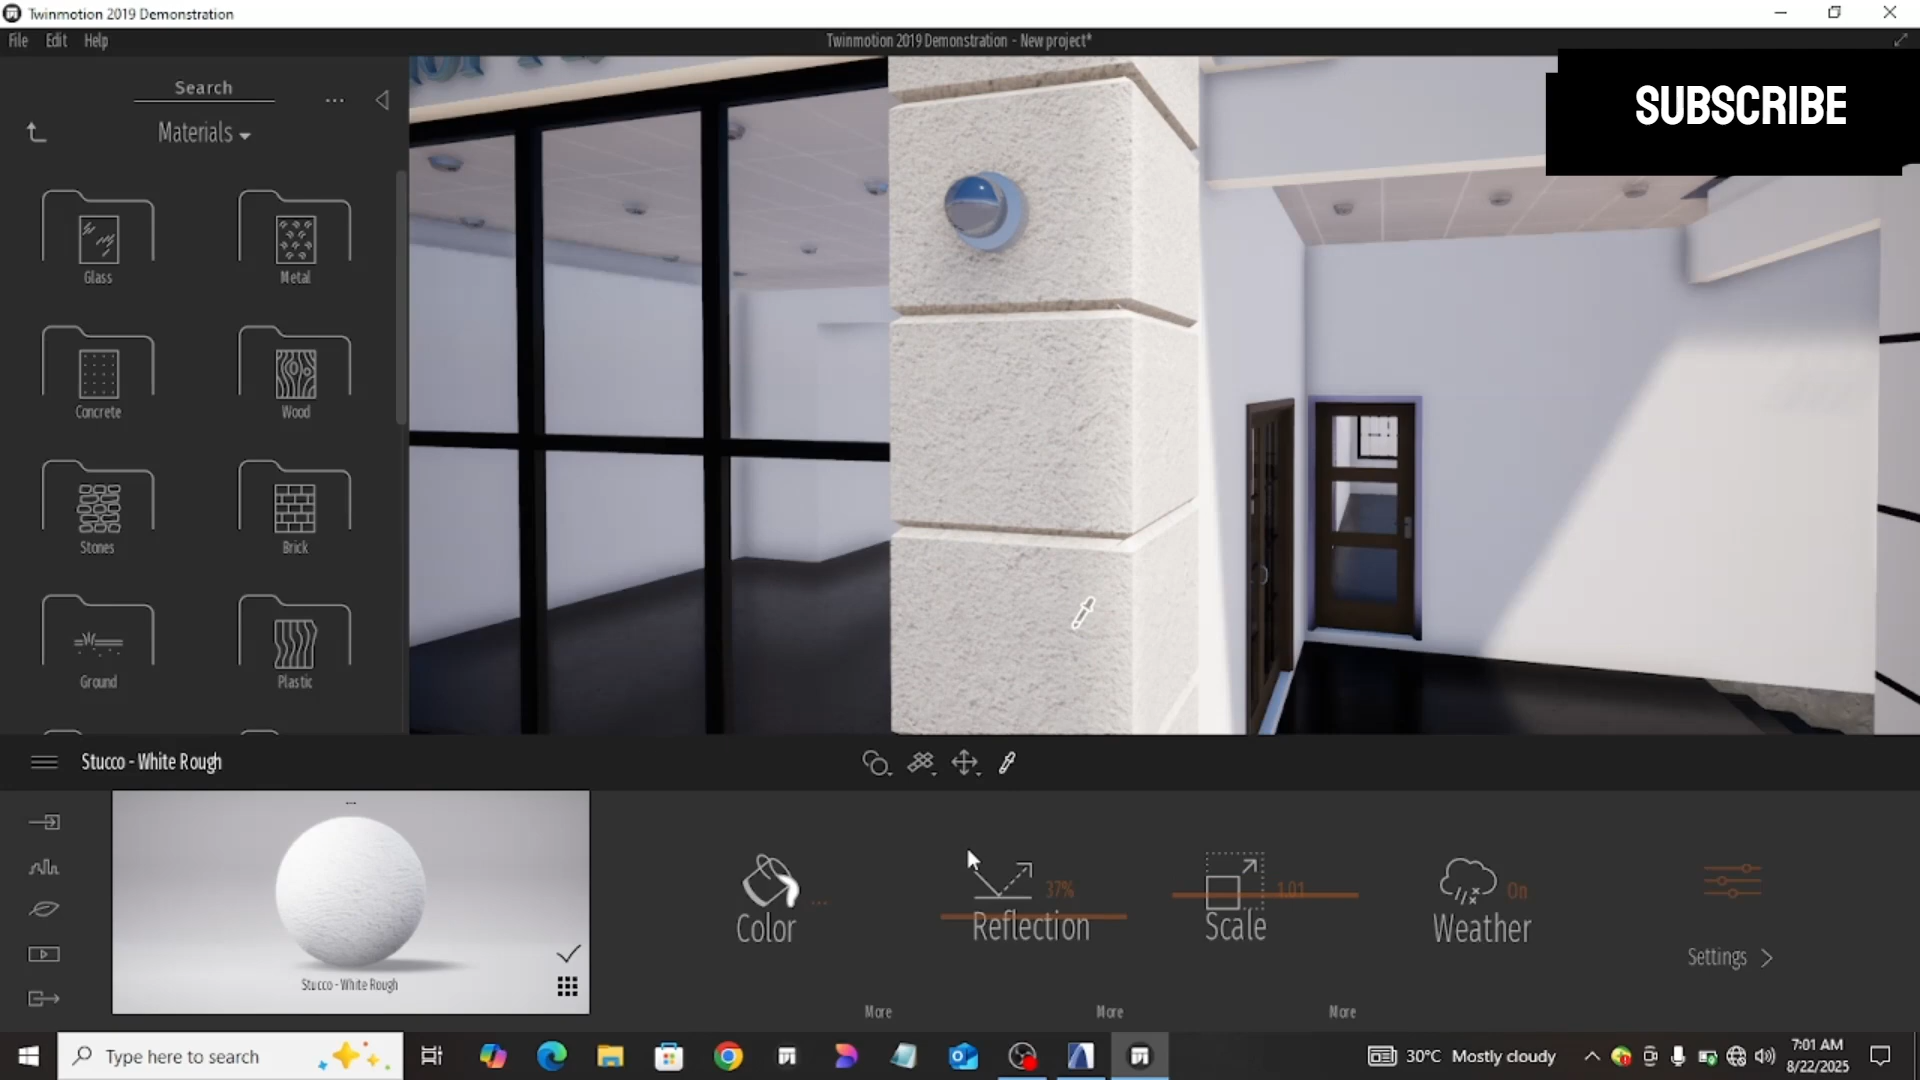 Twinmotion 2019 Demonstration
File Edit Help
Twinmotion 2019 Demonstration - New project*
Search
...
Materials
SUBSCRIBE
Glass
Metal
Concrete
Wood
Stones
Brick
Ground
Plastic
Stucco - White Rough
Stucco - White Rough
Color
...
37%
Reflection
1.01
Scale
On
Weather
Settings
More
More
More
Type here to search
30°C Mostly cloudy
7:01 AM
8/22/2025